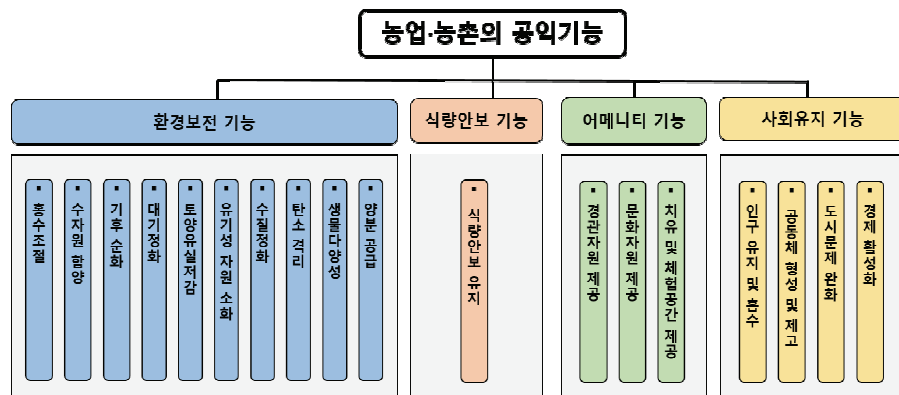 농업·농촌의 공익기능
환경보전 기능
식량안보 기능
어메니티 기능
사회유지 기능
▪ 홍수조절
▪ 수자원 함양
▪ 기후 순화
▪ 대기정화
▪ 토양유실저감
▪ 유기성 자원 소화
▪ 수질정화
▪ 탄소 격리
▪ 생물다양성
▪ 양분 공급
▪ 식량안보 유지
▪ 경관자원 제공
▪ 문화자원 제공
▪ 치유 및 체험공간 제공
▪ 인구 유지 및 흡수
▪ 공동체 형성 및 제고
▪ 도시문제 완화
▪ 경제 활성화